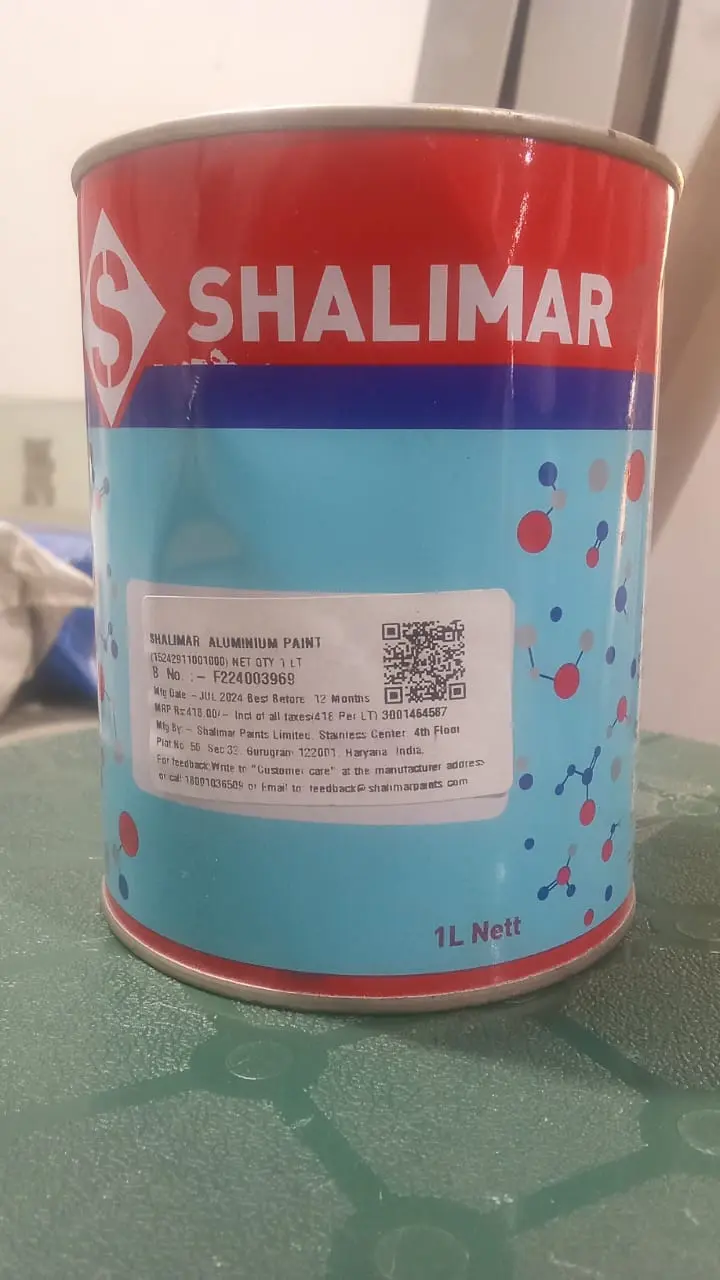 S
SHALIMAR
SHALIMAR ALUMINIUM PAINT
(15242911001000) NET QTY 1 LT
B No. :- F224003969
Mfg Date - JUL 2024 Best Before 12 Months
MRP Rs 418.00/- Incl of all taxes(418 Per LT) 3001464587
Mfg By:- Shalimar Paints Limited. Stainless Center. 4th Floor
Plot No 50 Sec 32. Gurugram 122001. Haryana India.
For feedback Write to "Customer care" at the manufacturer address
or call 18001036509 or Email to: feedback@shalimarpaints.com
1L Nett